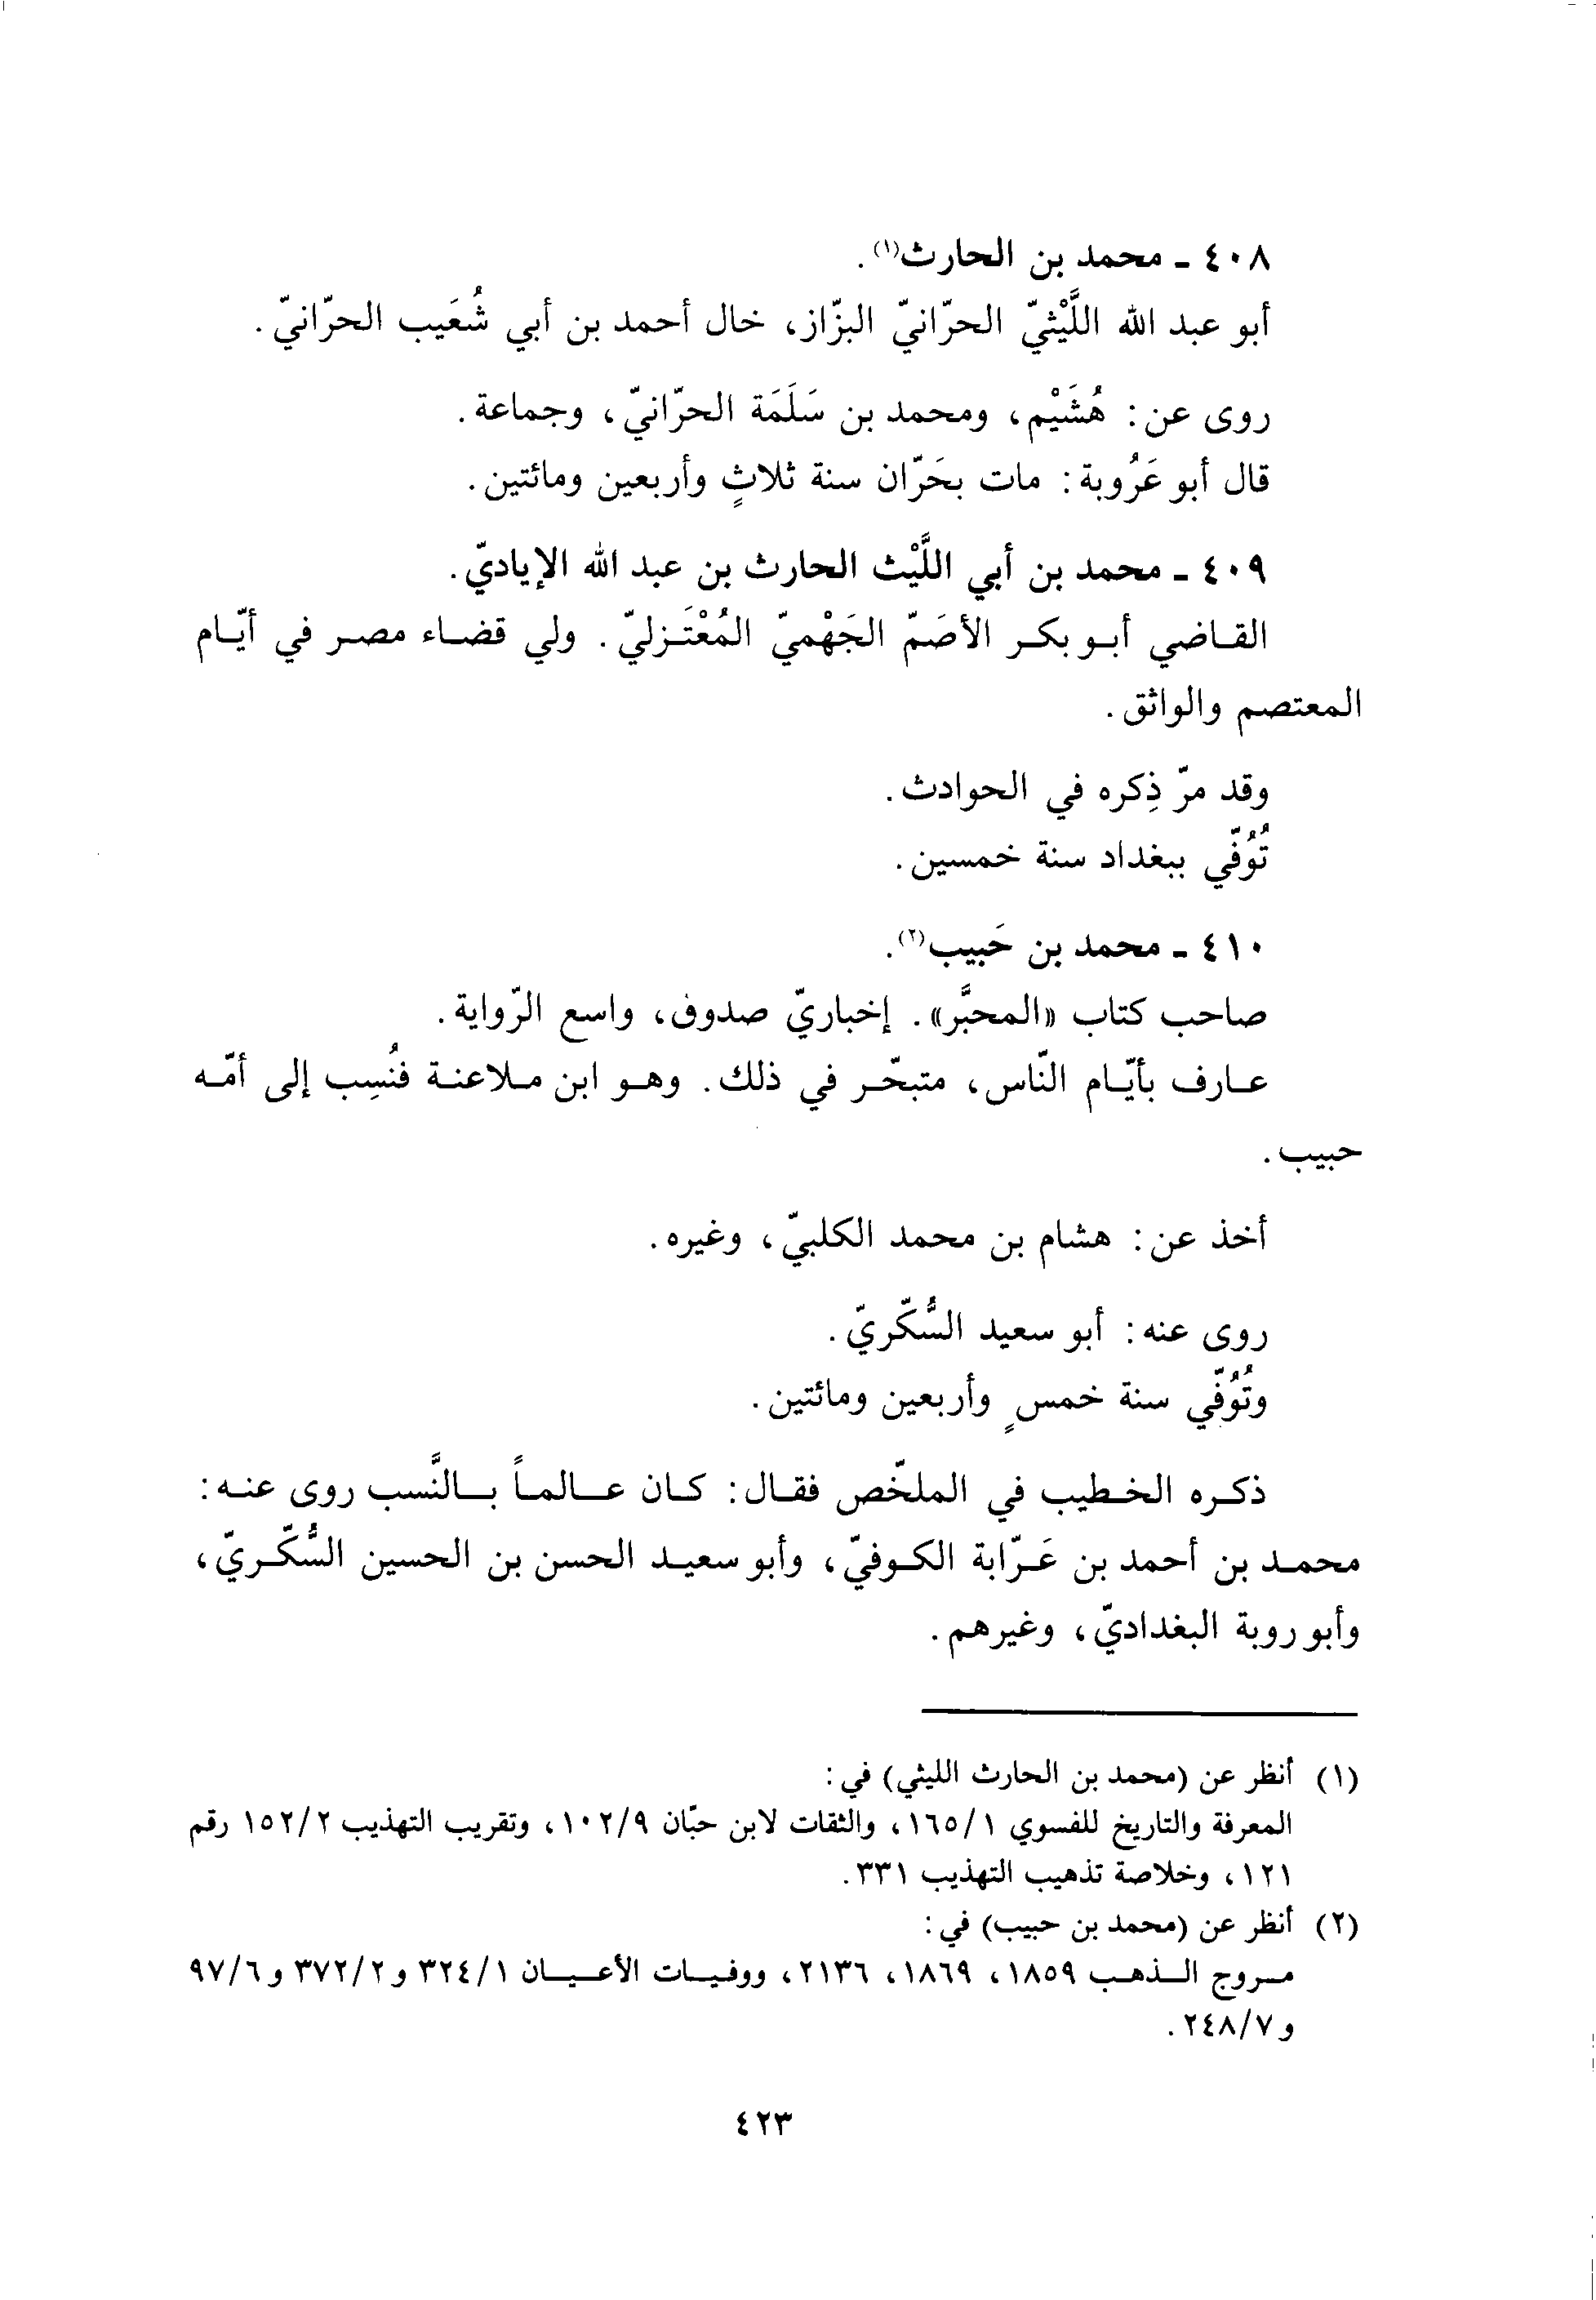 ٤٠٨ - محمد بن الحارث(١).
أبو عبد الله اللَّيْثيّ الحرّانيّ البزّاز، خال أحمد بن أبي شُعَيب الحرّانيّ.
روى عن: هُشَيْم، ومحمد بن سَلَمَة الحرّانيّ، وجماعة.
قال أبو عَرُوبة: مات بحَرّان سنة ثلاثٍ وأربعين ومائتين.
٤٠٩ - محمد بن أبي اللَّيْث الحارث بن عبد الله الإياديّ.
القاضي أبو بكر الأصَمّ الجَهْميّ المُعْتَزليّ. ولي قضاء مصر في أيّام
المعتصم والواثق.
وقد مرّ ذِكره في الحوادث.
تُوُفّي ببغداد سنة خمسين.
٤١٠ - محمد بن حَبيب(٢).
صاحب كتاب «المحبَّر». إخباريّ صدوق، واسع الرّواية.
عارف بأيّام النّاس، متبحّر في ذلك. وهو ابن ملاعنة فنُسِب إلى أمّه
حبيب.
أخذ عن: هشام بن محمد الكلبيّ، وغيره.
روى عنه: أبو سعيد السُّكّريّ.
وتُوُفّي سنة خمسٍ وأربعين ومائتين.
ذكره الخطيب في الملخّص فقال: كان عالماً بالنَّسب روى عنه:
محمد بن أحمد بن عَرّابة الكوفيّ، وأبو سعيد الحسن بن الحسين السُّكّريّ،
وأبو روبة البغداديّ، وغيرهم.
(١) أنظر عن (محمد بن الحارث الليثي) في:
المعرفة والتاريخ للفسوي ١/١٦٥، والثقات لابن حبّان ٩/١٠٢، وتقريب التهذيب ٢/١٥٢ رقم
١٢١، وخلاصة تذهيب التهذيب ٣٣١.
(٢) أنظر عن (محمد بن حبيب) في:
مروج الذهب ١٨٥٩، ١٨٦٩، ٢١٣٦، ووفيات الأعيان ١/٣٢٤ و٢/٣٧٢ و٦/٩٧
و٧/٢٤٨.
٤٢٣